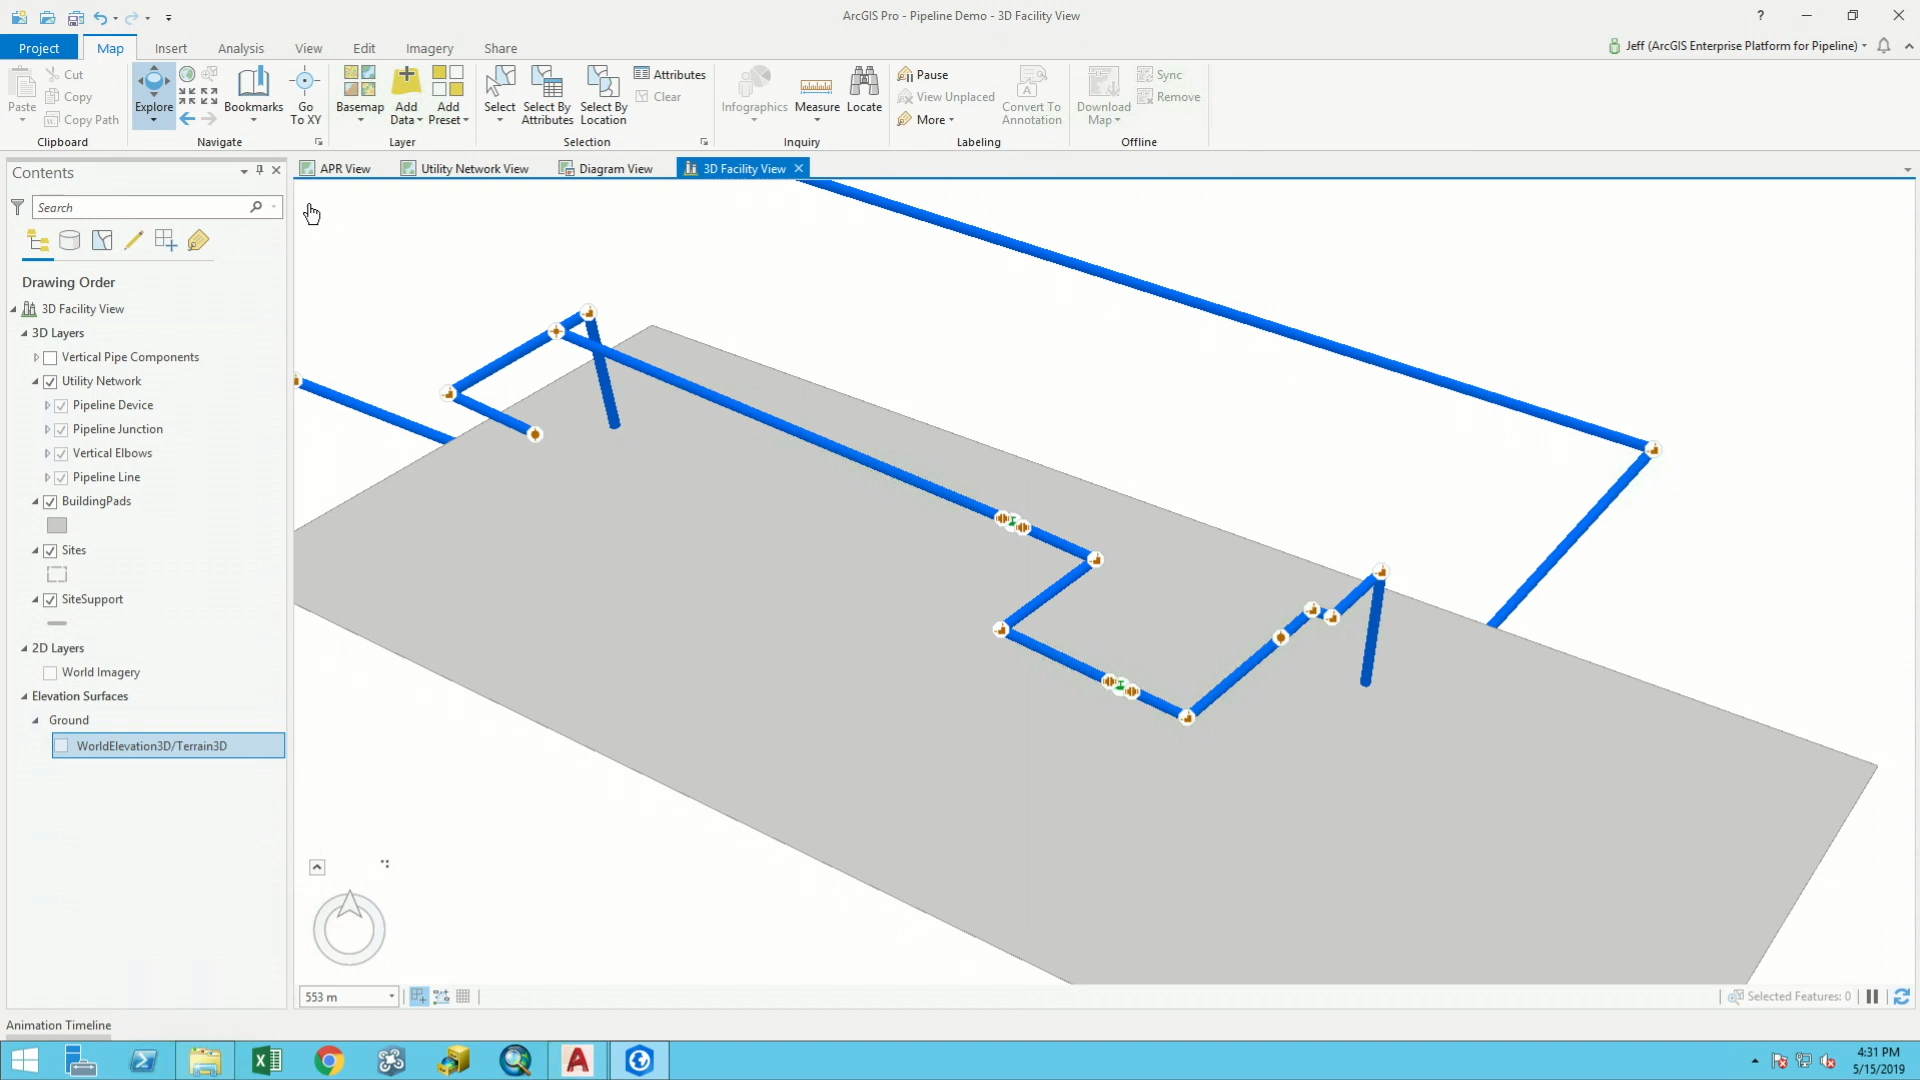 ArcGIS Pro - Pipeline Demo - 3D Facility View
?
Project Map Insert Analysis View Edit Imagery Share
Jeff (ArcGIS Enterprise Platform for Pipeline)
Paste
Cut
Copy
Copy Path
Clipboard
Explore
Bookmarks
Go
To XY
Navigate
Basemap
Add
Data
Add
Preset
Layer
Select
Select By
Attributes
Select By
Location
Attributes
Clear
Selection
Infographics
Measure
Locate
Inquiry
Pause
View Unplaced
More
Convert To
Annotation
Labeling
Download
Map
Sync
Remove
Offline
Contents
Search
Drawing Order
3D Facility View
3D Layers
Vertical Pipe Components
Utility Network
Pipeline Device
Pipeline Junction
Vertical Elbows
Pipeline Line
BuildingPads
Sites
SiteSupport
2D Layers
World Imagery
Elevation Surfaces
Ground
WorldElevation3D/Terrain3D
APR View
Utility Network View
Diagram View
3D Facility View
553 m
Selected Features: 0
Animation Timeline
4:31 PM
5/15/2019